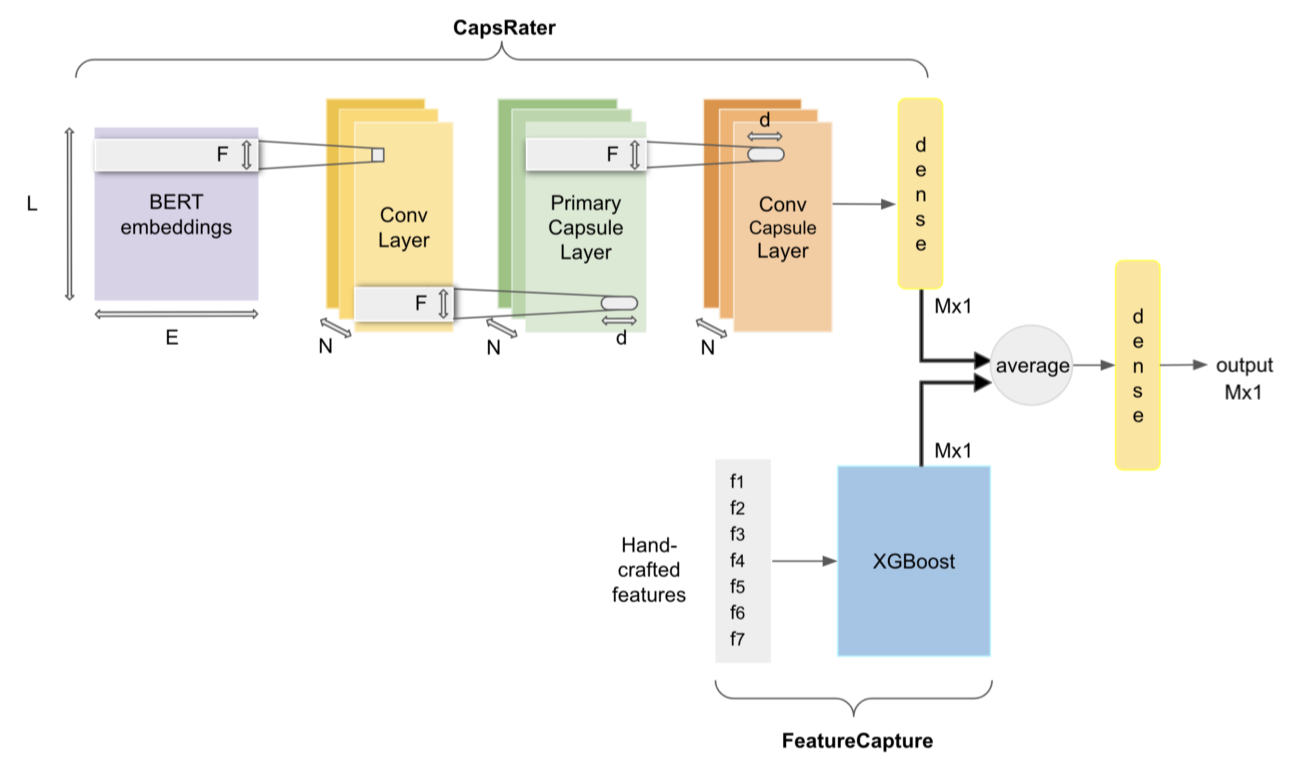 CapsRater
L
F
BERT
embeddings
E
Conv
Layer
F
N
F
Primary
Capsule
Layer
d
N
d
Conv
Capsule
Layer
N
d
e
n
s
e
Mx1
average
d
e
n
s
e
output
Mx1
Mx1
Hand-
crafted
features
f1
f2
f3
f4
f5
f6
f7
XGBoost
FeatureCapture